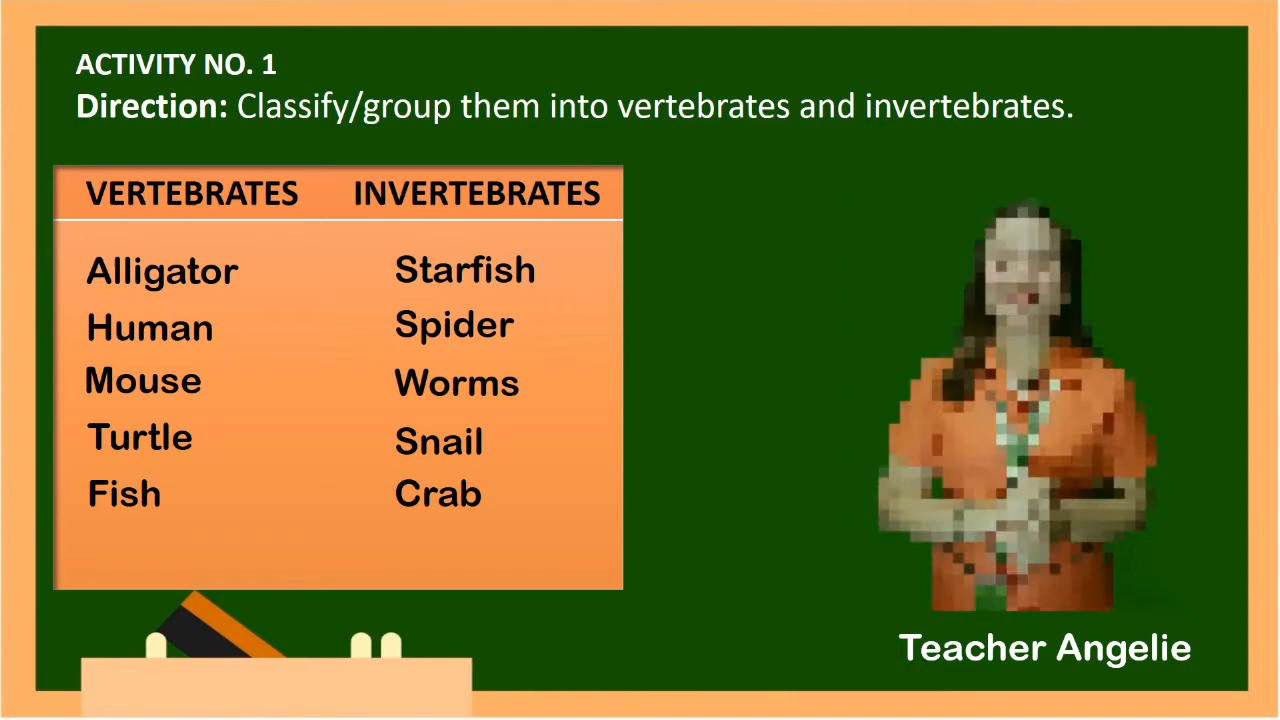 ACTIVITY NO. 1
Direction: Classify/group them into vertebrates and invertebrates.
VERTEBRATES INVERTEBRATES
Alligator Starfish
Human Spider
Mouse Worms
Turtle Snail
Fish Crab
Teacher Angelie